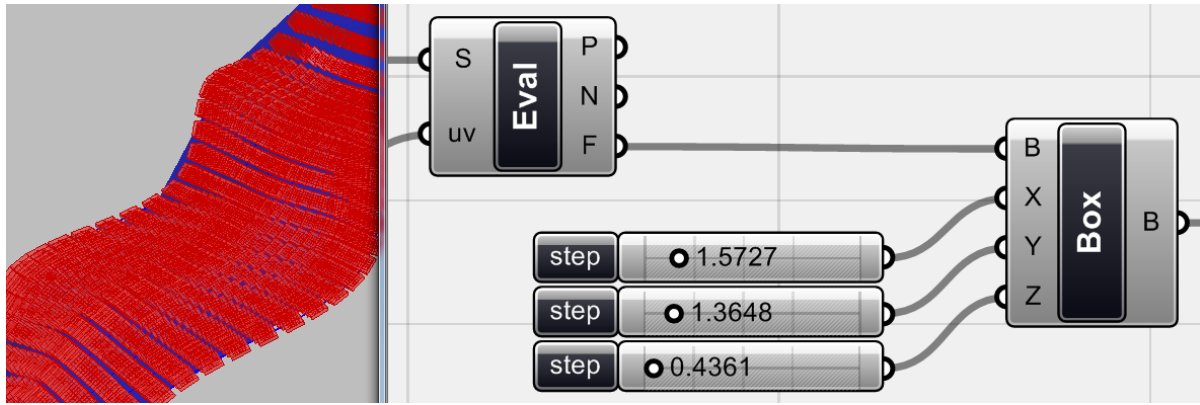 S
uv
Eval
P
N
F
B
X
Y
Z
Box
B
step 1.5727
step 1.3648
step 0.4361